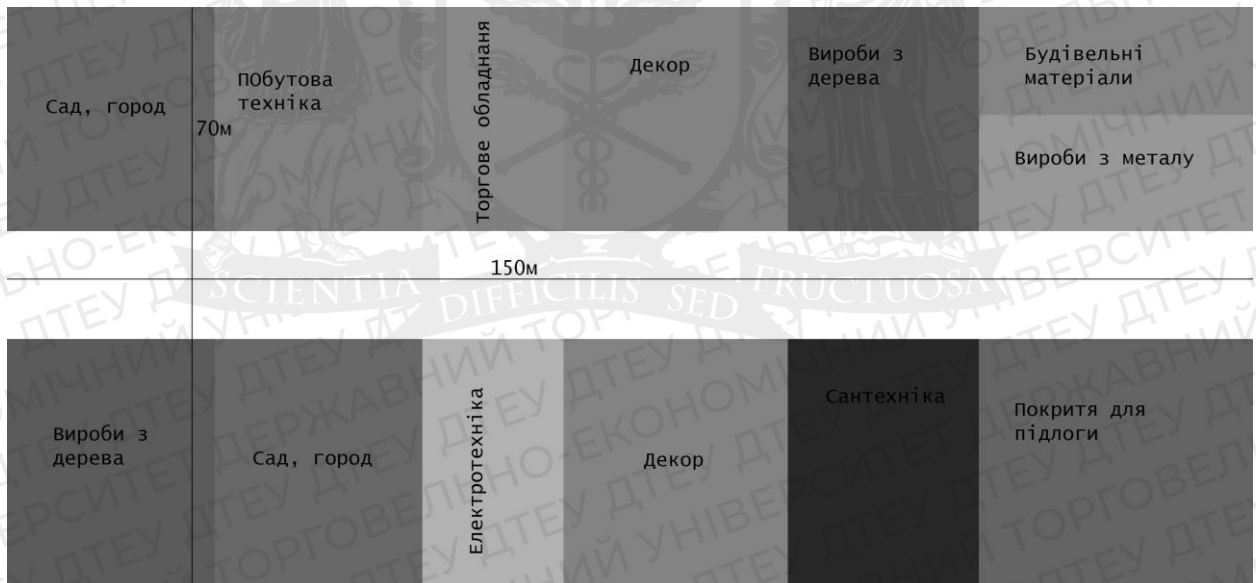 Сад, город
ПОбутова
техніка
Торгове обладнаня
Декор
Вироби з
дерева
Будівельні
матеріали
Вироби з металу
70м
150м
SCIENTIA DIFFICILIS SED FRUCTUOSA
Вироби з
дерева
Сад, город
Електротехніка
Декор
Сантехніка
Покритя для
підлоги